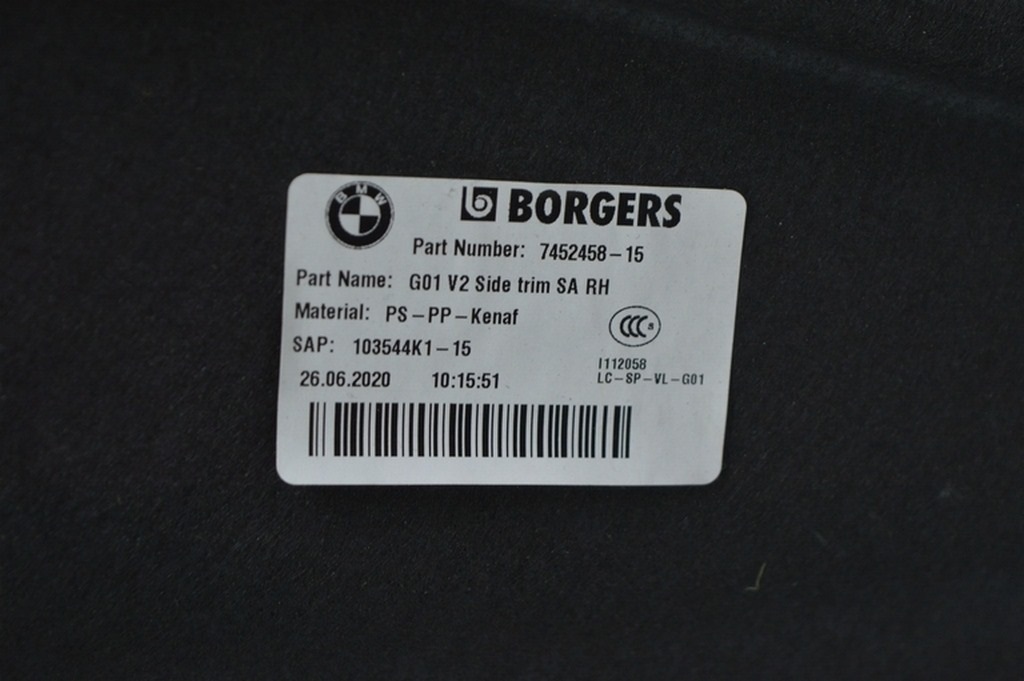 BMW
b BORGERS
Part Number: 7452458-15
Part Name: G01 V2 Side trim SA RH
Material: PS-PP-Kenaf
CCC S
SAP: 103544K1-15
I112058
26.06.2020 10:15:51
LC-SP-VL-G01